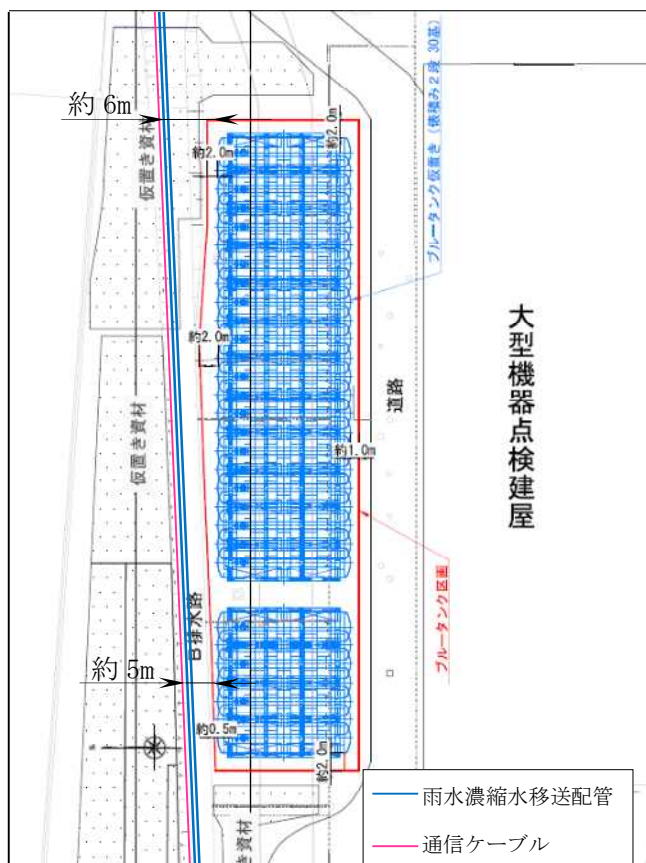 約 6m
仮置き資材
約2.0m
約2.0m
ブルータンク仮置き（俵積み２段 30基）
約2.0m
仮置き資材
道路
大型機器点検建屋
約1.0m
B排水路
ブルータンク区画
約 5m
約0.5m
約2.0m
き資材
雨水濃縮水移送配管
通信ケーブル